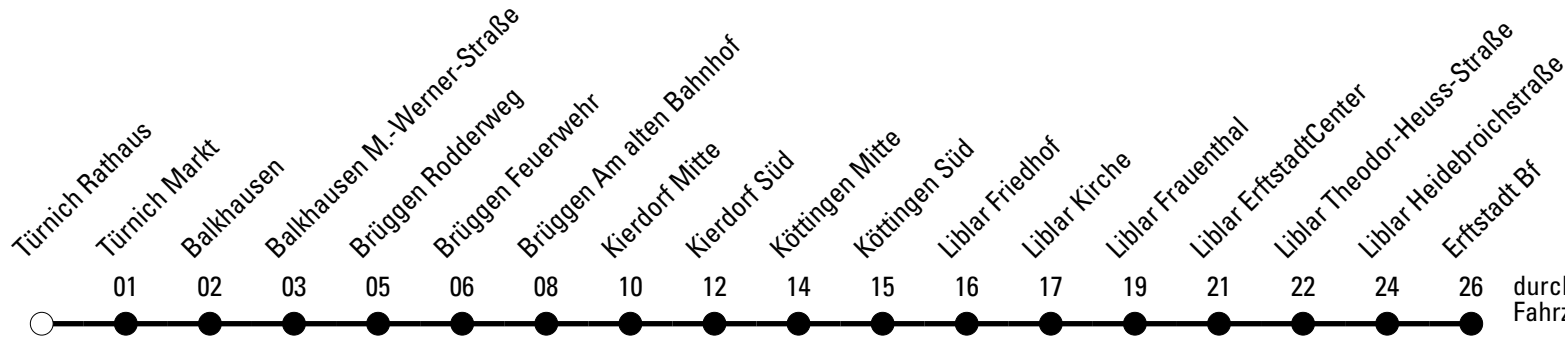 Türnich Rathaus
Türnich Markt
Balkhausen
Balkhausen M.-Werner-Straße
Brüggen Rodderweg
Brüggen Feuerwehr
Brüggen Am alten Bahnhof
Kierdorf Mitte
Kierdorf Süd
Köttingen Mitte
Köttingen Süd
Liblar Friedhof
Liblar Kirche
Liblar Frauenthal
Liblar ErftstadtCenter
Liblar Theodor-Heuss-Straße
Liblar Heidebroichstraße
Erftstadt Bf
01 02 03 05 06 08 10 12 14 15 16 17 19 21 22 24 26